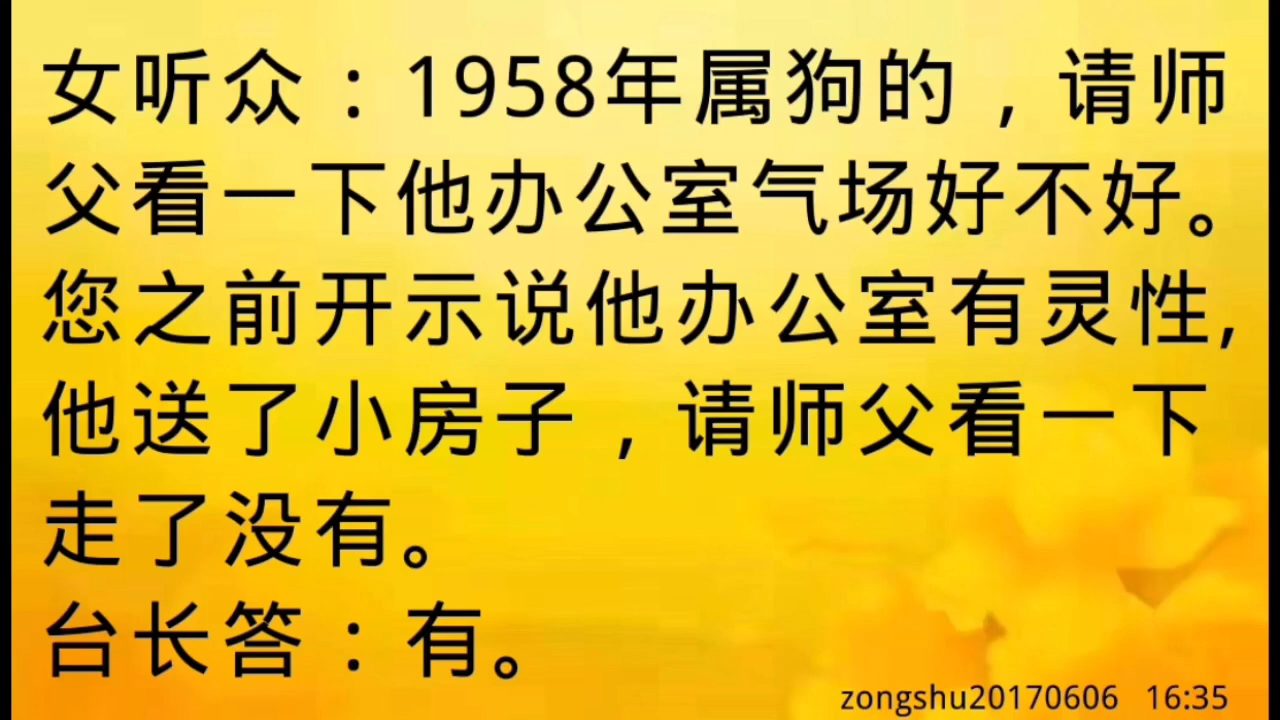 女听众：1958年属狗的，请师
父看一下他办公室气场好不好。
您之前开示说他办公室有灵性，
他送了小房子，请师父看一下
走了没有。
台长答：有。
zongshu20170606 16:35